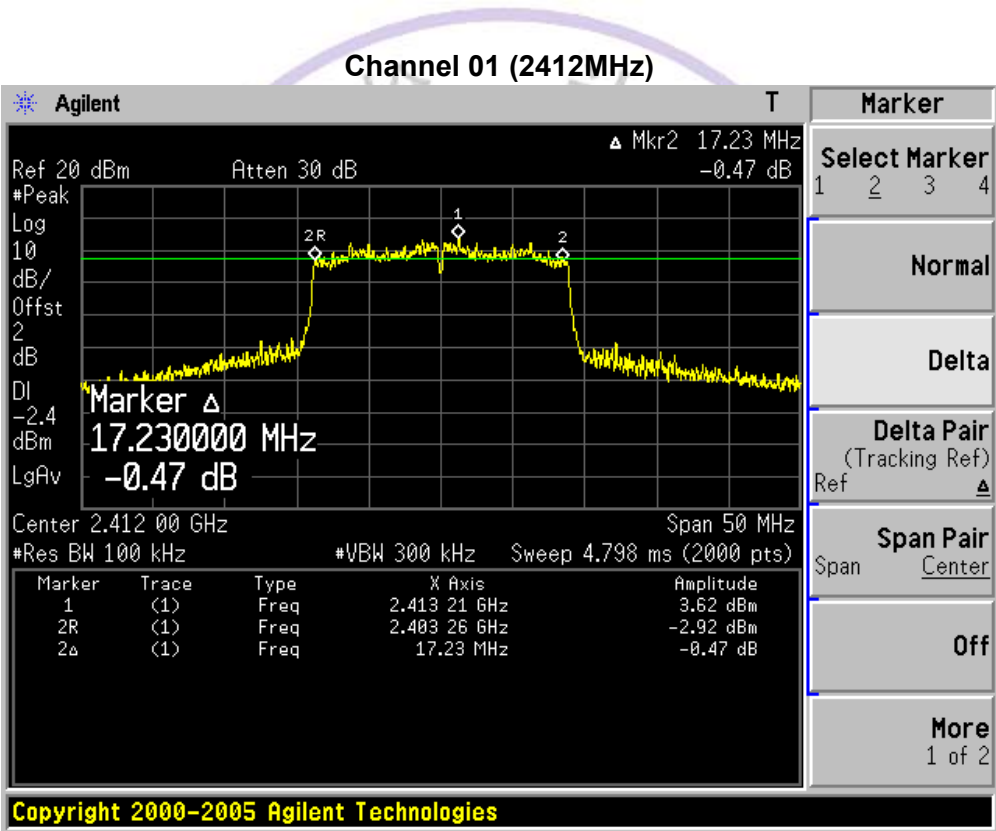 Channel 01 (2412MHz)
Agilent T
Marker
Δ Mkr2 17.23 MHz
Ref 20 dBm Atten 30 dB -0.47 dB
#Peak
Log
10
dB/
Offst
2
dB
DI
-2.4
dBm
LgAv
2R
1
2
Marker Δ
17.230000 MHz
-0.47 dB
Center 2.412 00 GHz Span 50 MHz
#Res BW 100 kHz #VBW 300 kHz Sweep 4.798 ms (2000 pts)
Marker Trace Type X Axis Amplitude
1 (1) Freq 2.413 21 GHz 3.62 dBm
2R (1) Freq 2.403 26 GHz -2.92 dBm
2Δ (1) Freq 17.23 MHz -0.47 dB
Select Marker
1 2 3 4
Normal
Delta
Delta Pair
(Tracking Ref)
Ref Δ
Span Pair
Span Center
Off
More
1 of 2
Copyright 2000-2005 Agilent Technologies